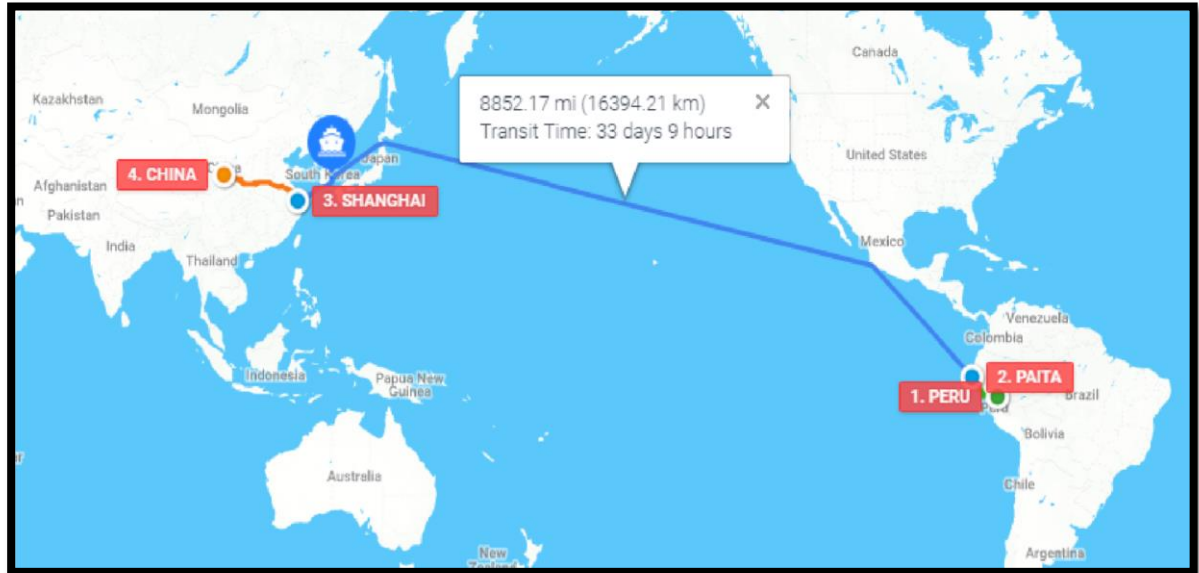 Canada
8852.17 mi (16394.21 km) ×
Transit Time: 33 days 9 hours
Kazakhstan
Mongolia
United States
Japan
South Korea
4. CHINA
Afghanistan
3. SHANGHAI
Pakistan
India
Mexico
Thailand
Venezuela
Colombia
Indonesia
Papua New
Guinea
2. PAITA
1. PERU
Brazil
Peru
Bolivia
Australia
Chile
New
Zealand
Argentina